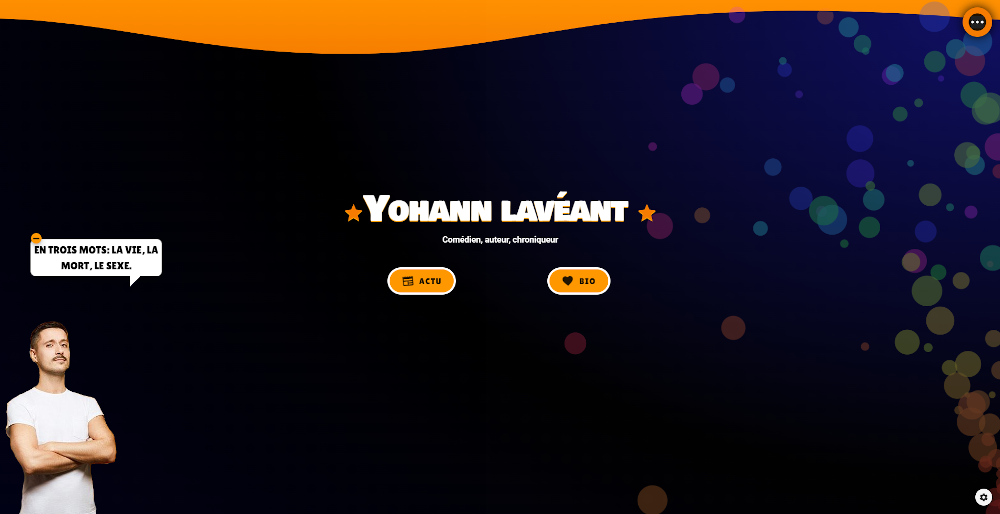 Yohann lavéant
Comédien, auteur, chroniqueur
EN TROIS MOTS: LA VIE, LA
MORT, LE SEXE.
ACTU
BIO